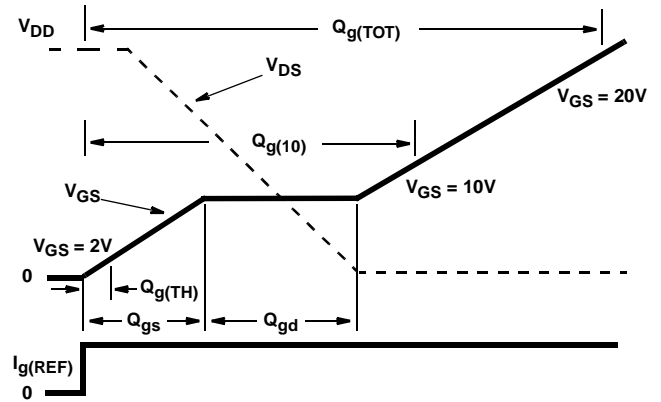 V_DD
Q_g(TOT)
V_DS
V_GS = 20V
Q_g(10)
V_GS
V_GS = 10V
V_GS = 2V
0
Q_g(TH)
Q_gs
Q_gd
I_g(REF)
0